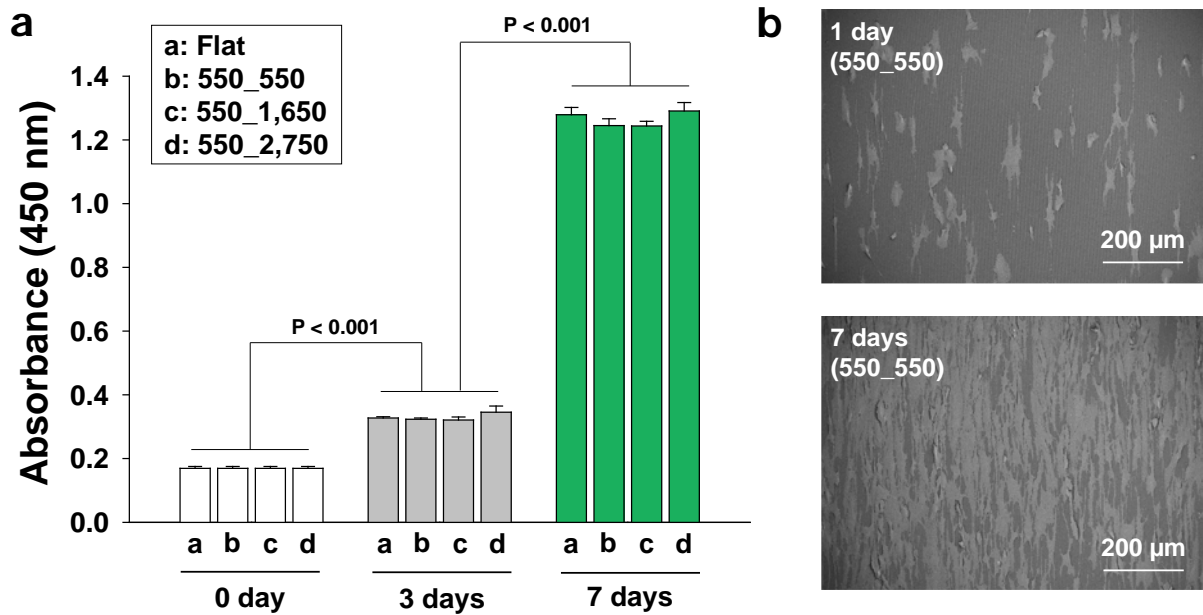 a
a: Flat
b: 550_550
c: 550_1,650
d: 550_2,750
P < 0.001
P < 0.001
Absorbance (450 nm)
1.4
1.2
1.0
0.8
0.6
0.4
0.2
0.0
a b c d a b c d a b c d
0 day 3 days 7 days
b
1 day
(550_550)
200 µm
7 days
(550_550)
200 µm